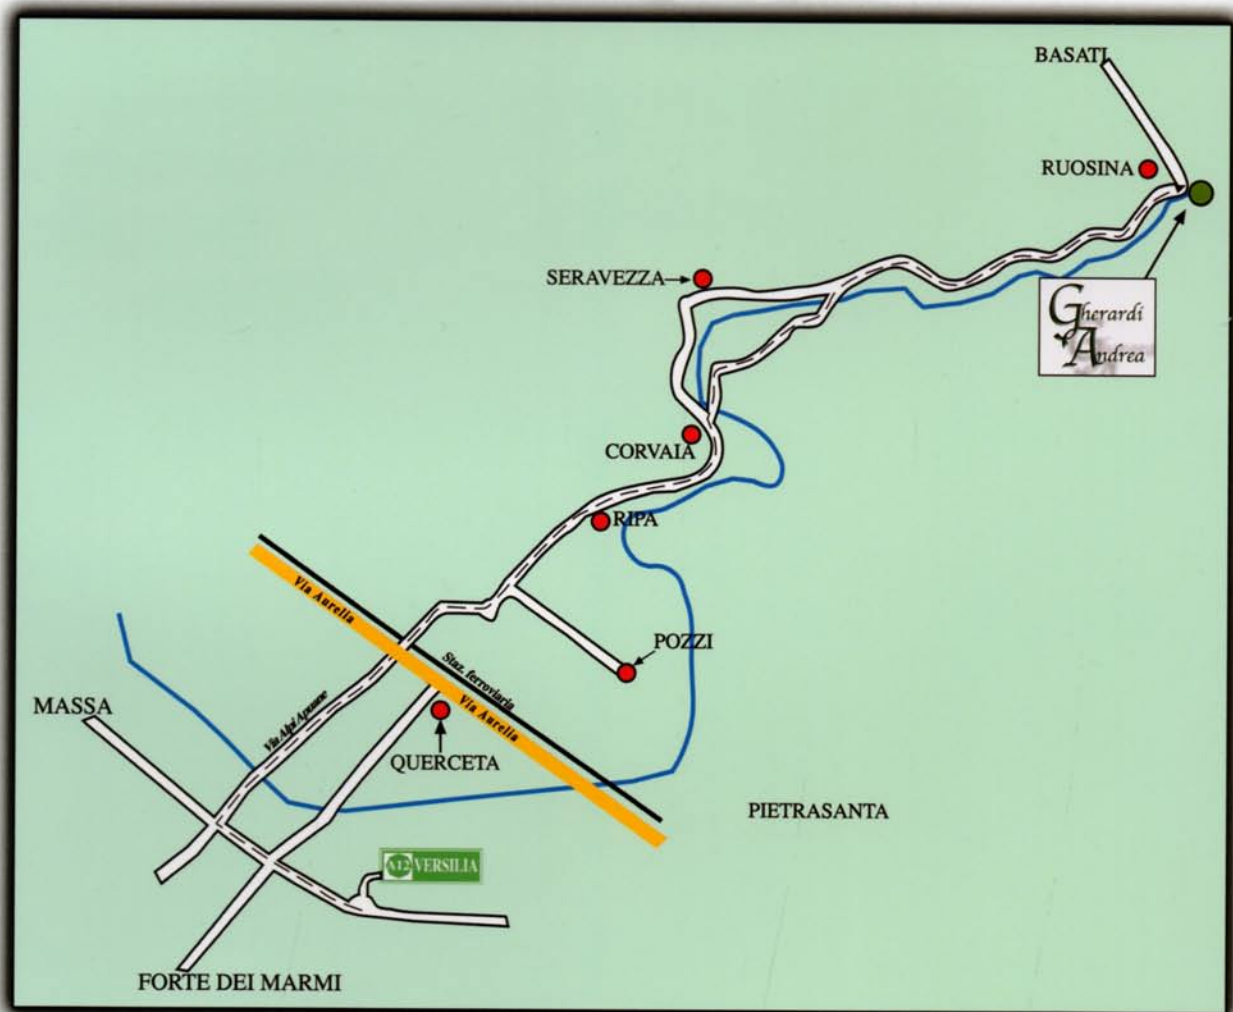 BASATI
RUOSINA
SERAVEZZA
Gherardi
Andrea
CORVAIA
RIPA
Via Aurelia
POZZI
Staz. ferroviaria
MASSA
Via Alpi Apuane
Via Aurelia
QUERCETA
PIETRASANTA
A12 VERSILIA
FORTE DEI MARMI